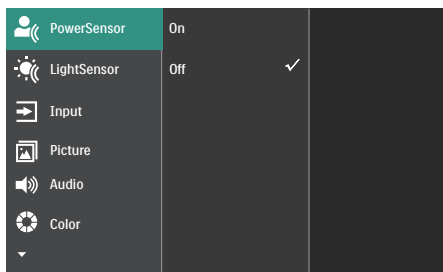 PowerSensor
On
LightSensor
Off
Input
Picture
Audio
Color